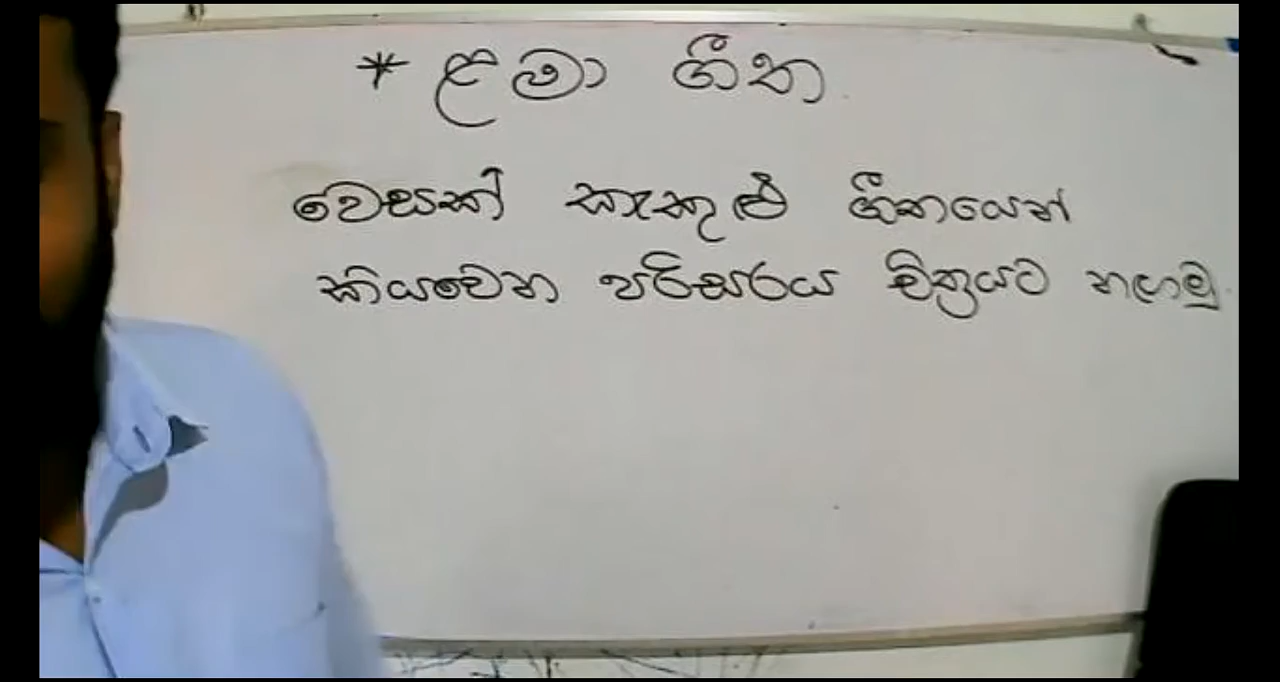 * ළමා ගීත
වෙසක් කැකුළු ගීතයෙන්
කියවෙන පරිසරය චිත්‍රයට නගමු.